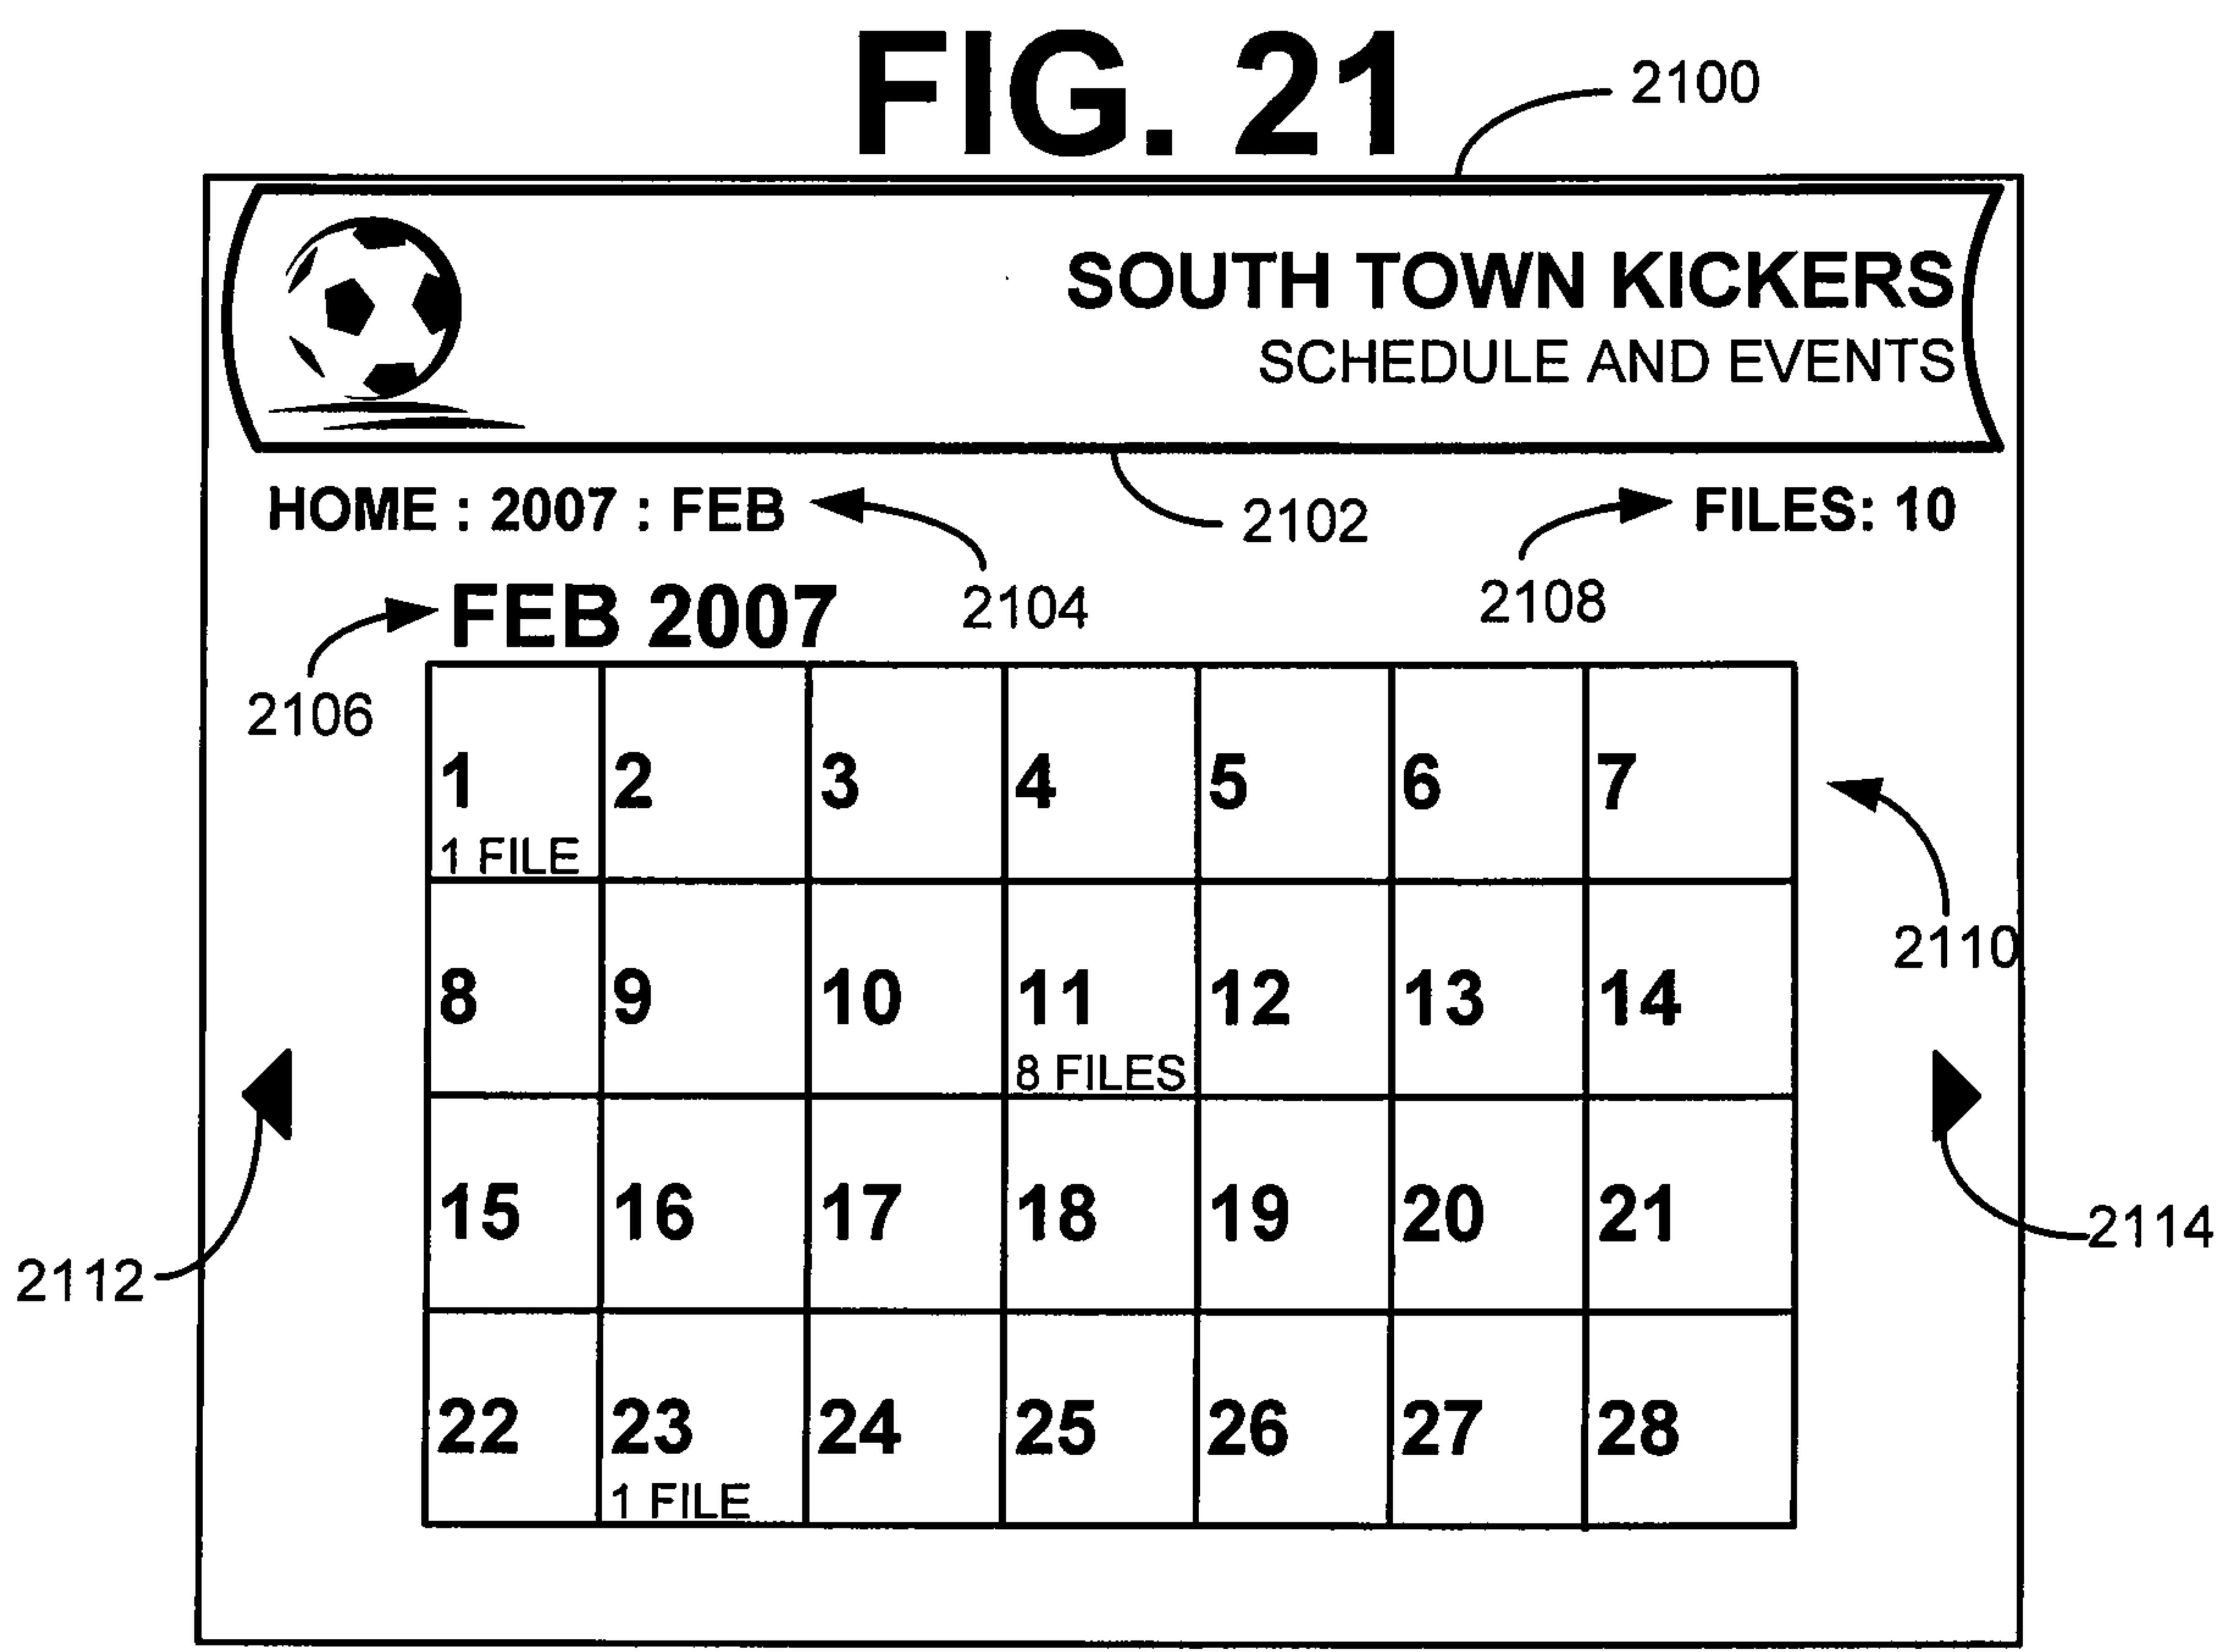 FIG. 21
2100
SOUTH TOWN KICKERS
SCHEDULE AND EVENTS
HOME : 2007 : FEB
2102
FILES: 10
2104
2108
FEB 2007
2106
1 2 3 4 5 6 7
1 FILE
2110
8 9 10 11 12 13 14
8 FILES
15 16 17 18 19 20 21
2112
2114
22 23 24 25 26 27 28
1 FILE